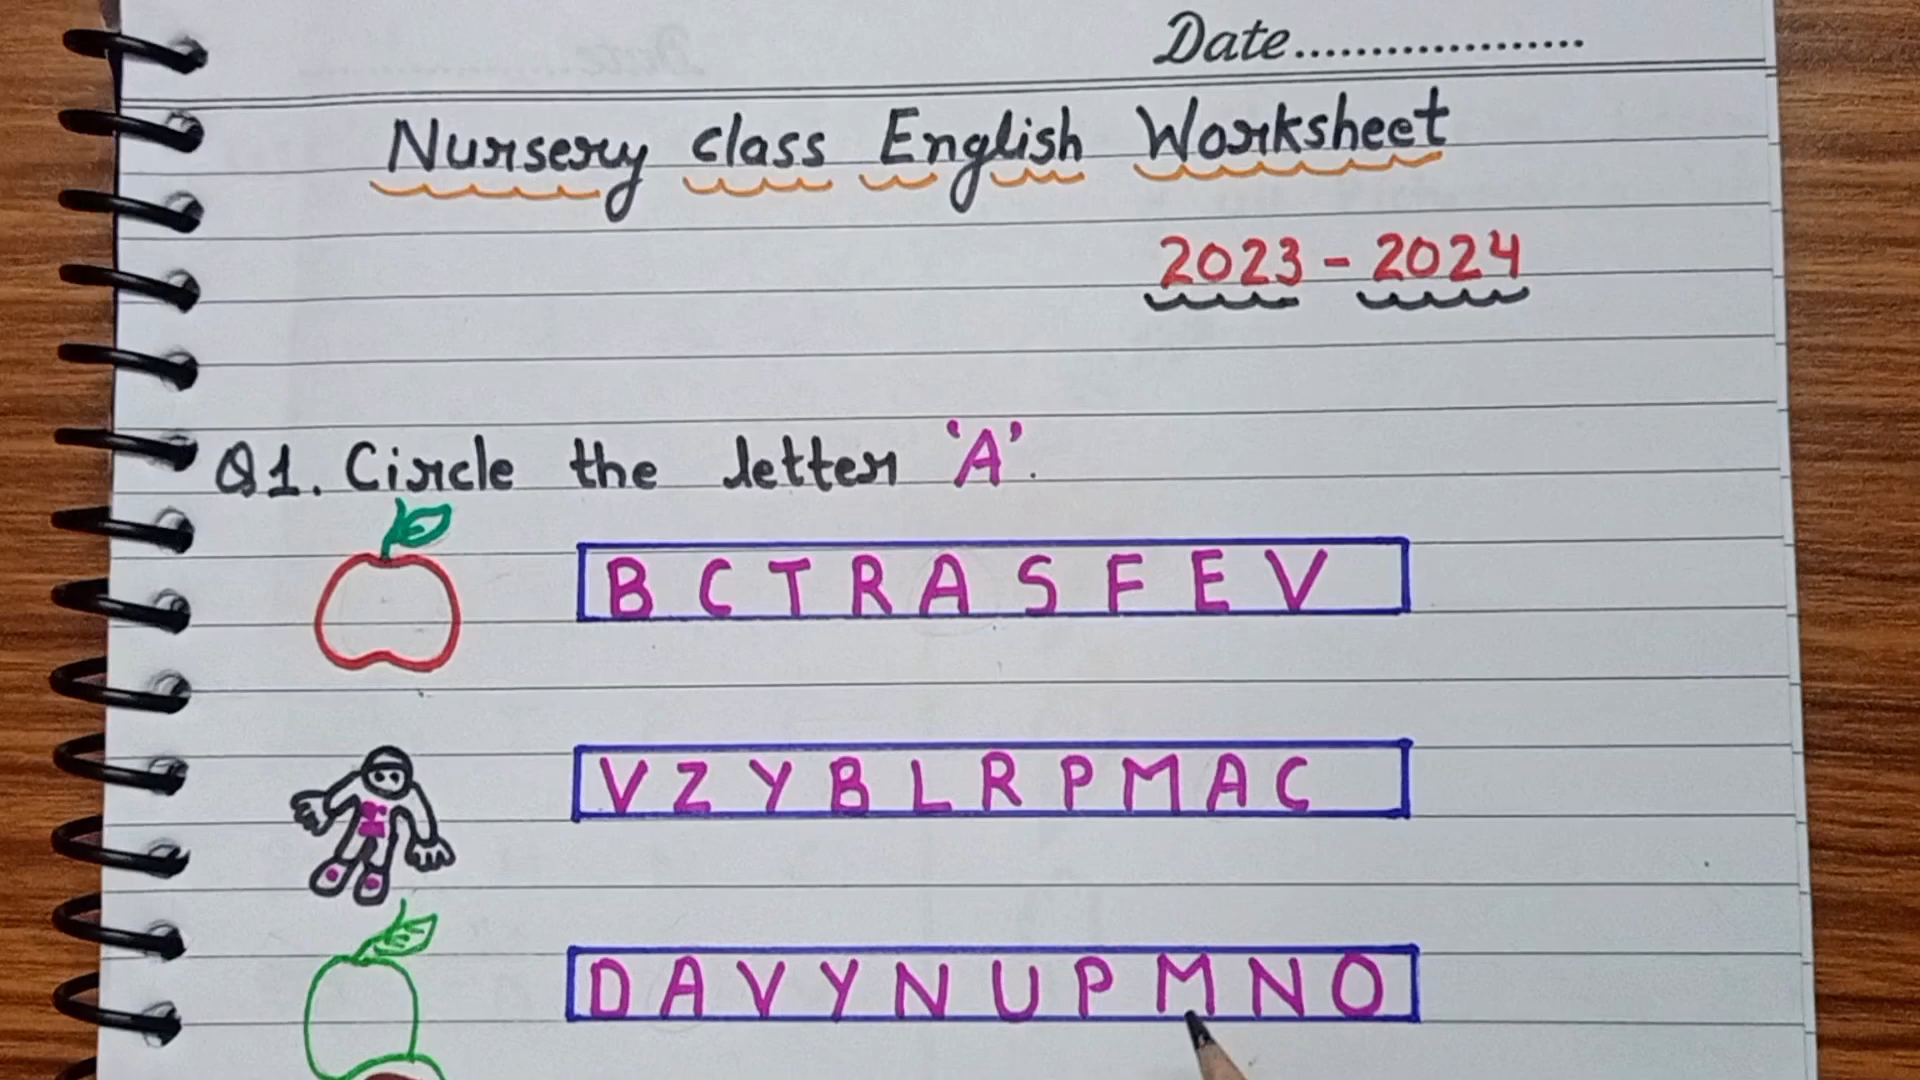 Date...................
Nursery class English Worksheet
2023 - 2024
Q1. Circle the letter 'A'.
B C T R A S F E V
V Z Y B L R P M A C
D A V Y N U P M N O